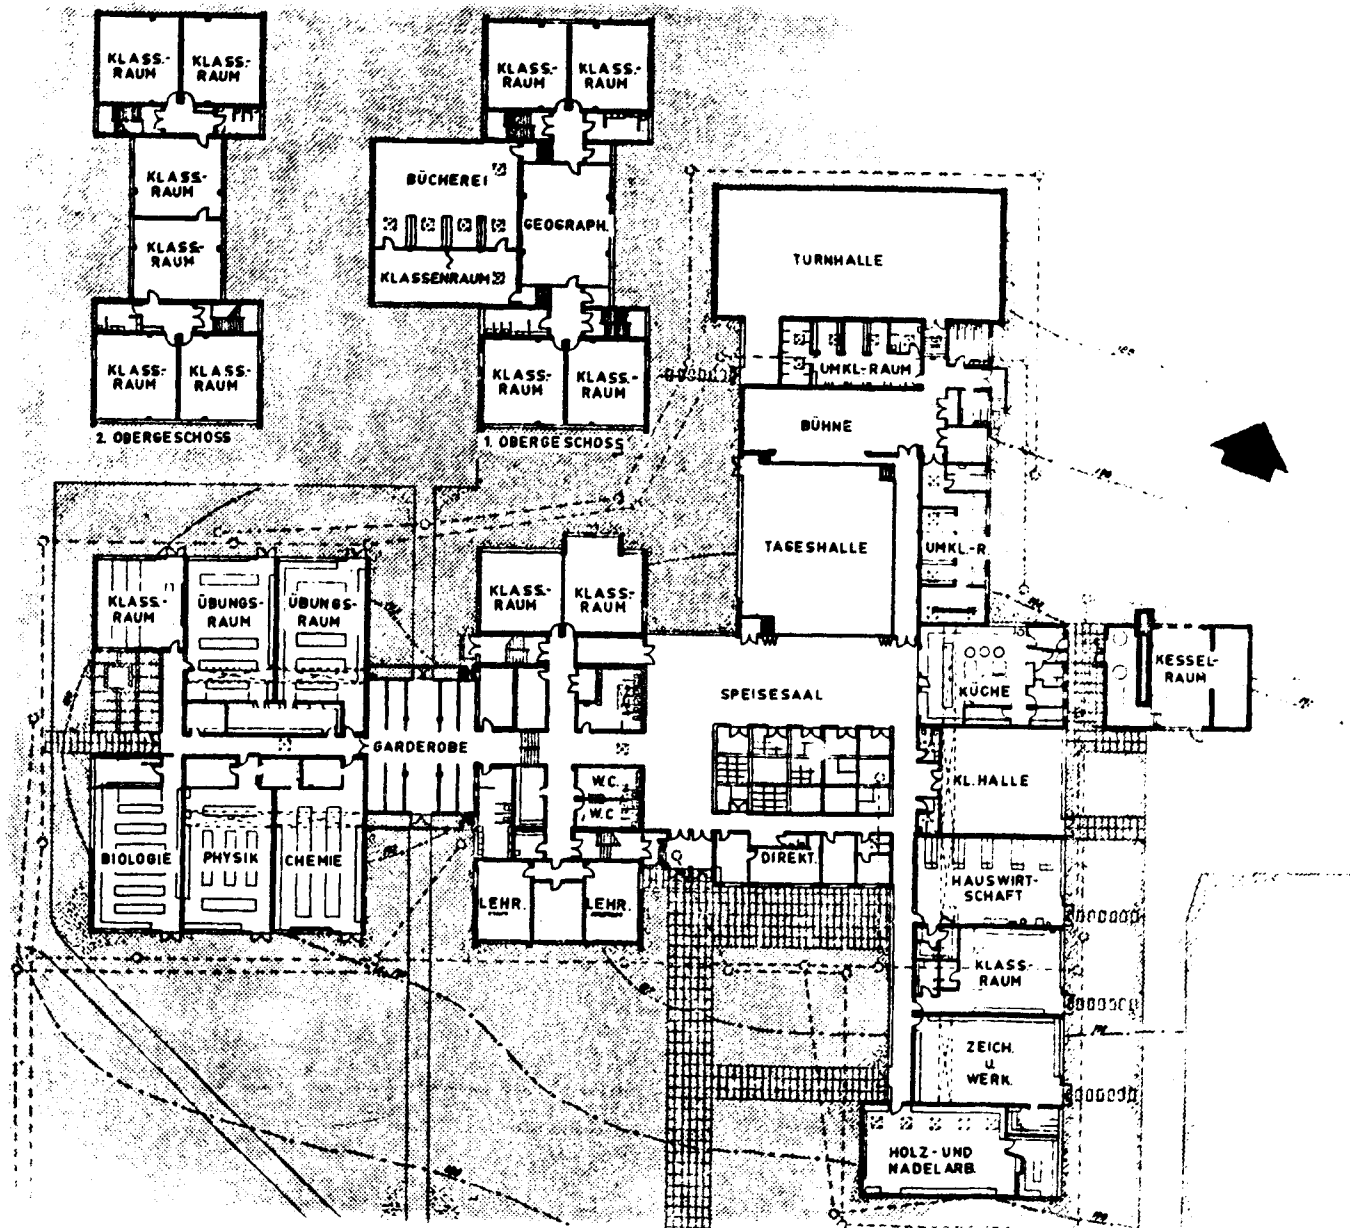 KLASS.-
RAUM
KLASS.-
RAUM
KLASS.-
RAUM
KLASS.-
RAUM
KLASS.-
RAUM
KLASS.-
RAUM
2. OBERGESCHOSS
KLASS.-
RAUM
KLASS.-
RAUM
BÜCHEREI
GEOGRAPH.
KLASSENRAUM
KLASS.-
RAUM
KLASS.-
RAUM
1. OBERGESCHOSS
TURNHALLE
UMKL.-RAUM
BÜHNE
TAGESHALLE
UMKL.-R.
KLASS.-
RAUM
ÜBUNGS-
RAUM
ÜBUNGS-
RAUM
KLASS.-
RAUM
KLASS.-
RAUM
SPEISESAAL
KÜCHE
KESSEL-
RAUM
GARDEROBE
W.C.
W.C
KL.HALLE
BIOLOGIE
PHYSIK
CHEMIE
DIREKT.
HAUSWIRT-
SCHAFT
LEHR.
LEHR.
KLASS-
RAUM
ZEICH.
u.
WERK.
HOLZ-UND
NADELARB.